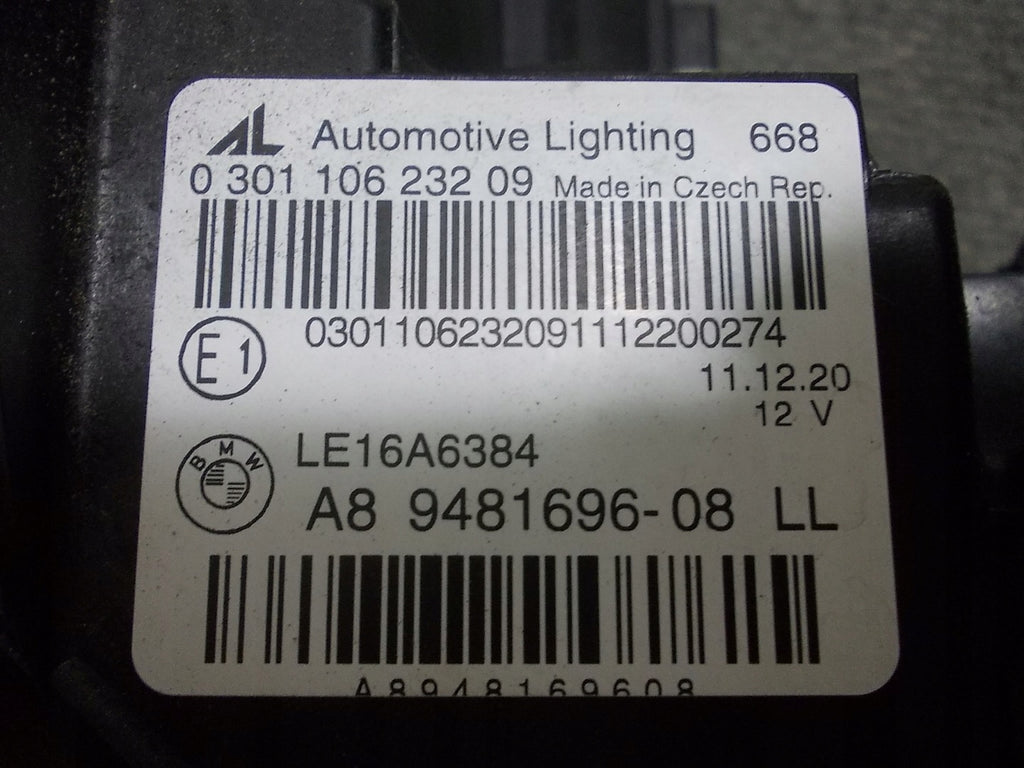 AL Automotive Lighting 668
0 301 106 232 09 Made in Czech Rep.
0301106232091112200274
E1
11.12.20
12 V
BMW
LE16A6384
A8 9481696-08 LL
A8948169608